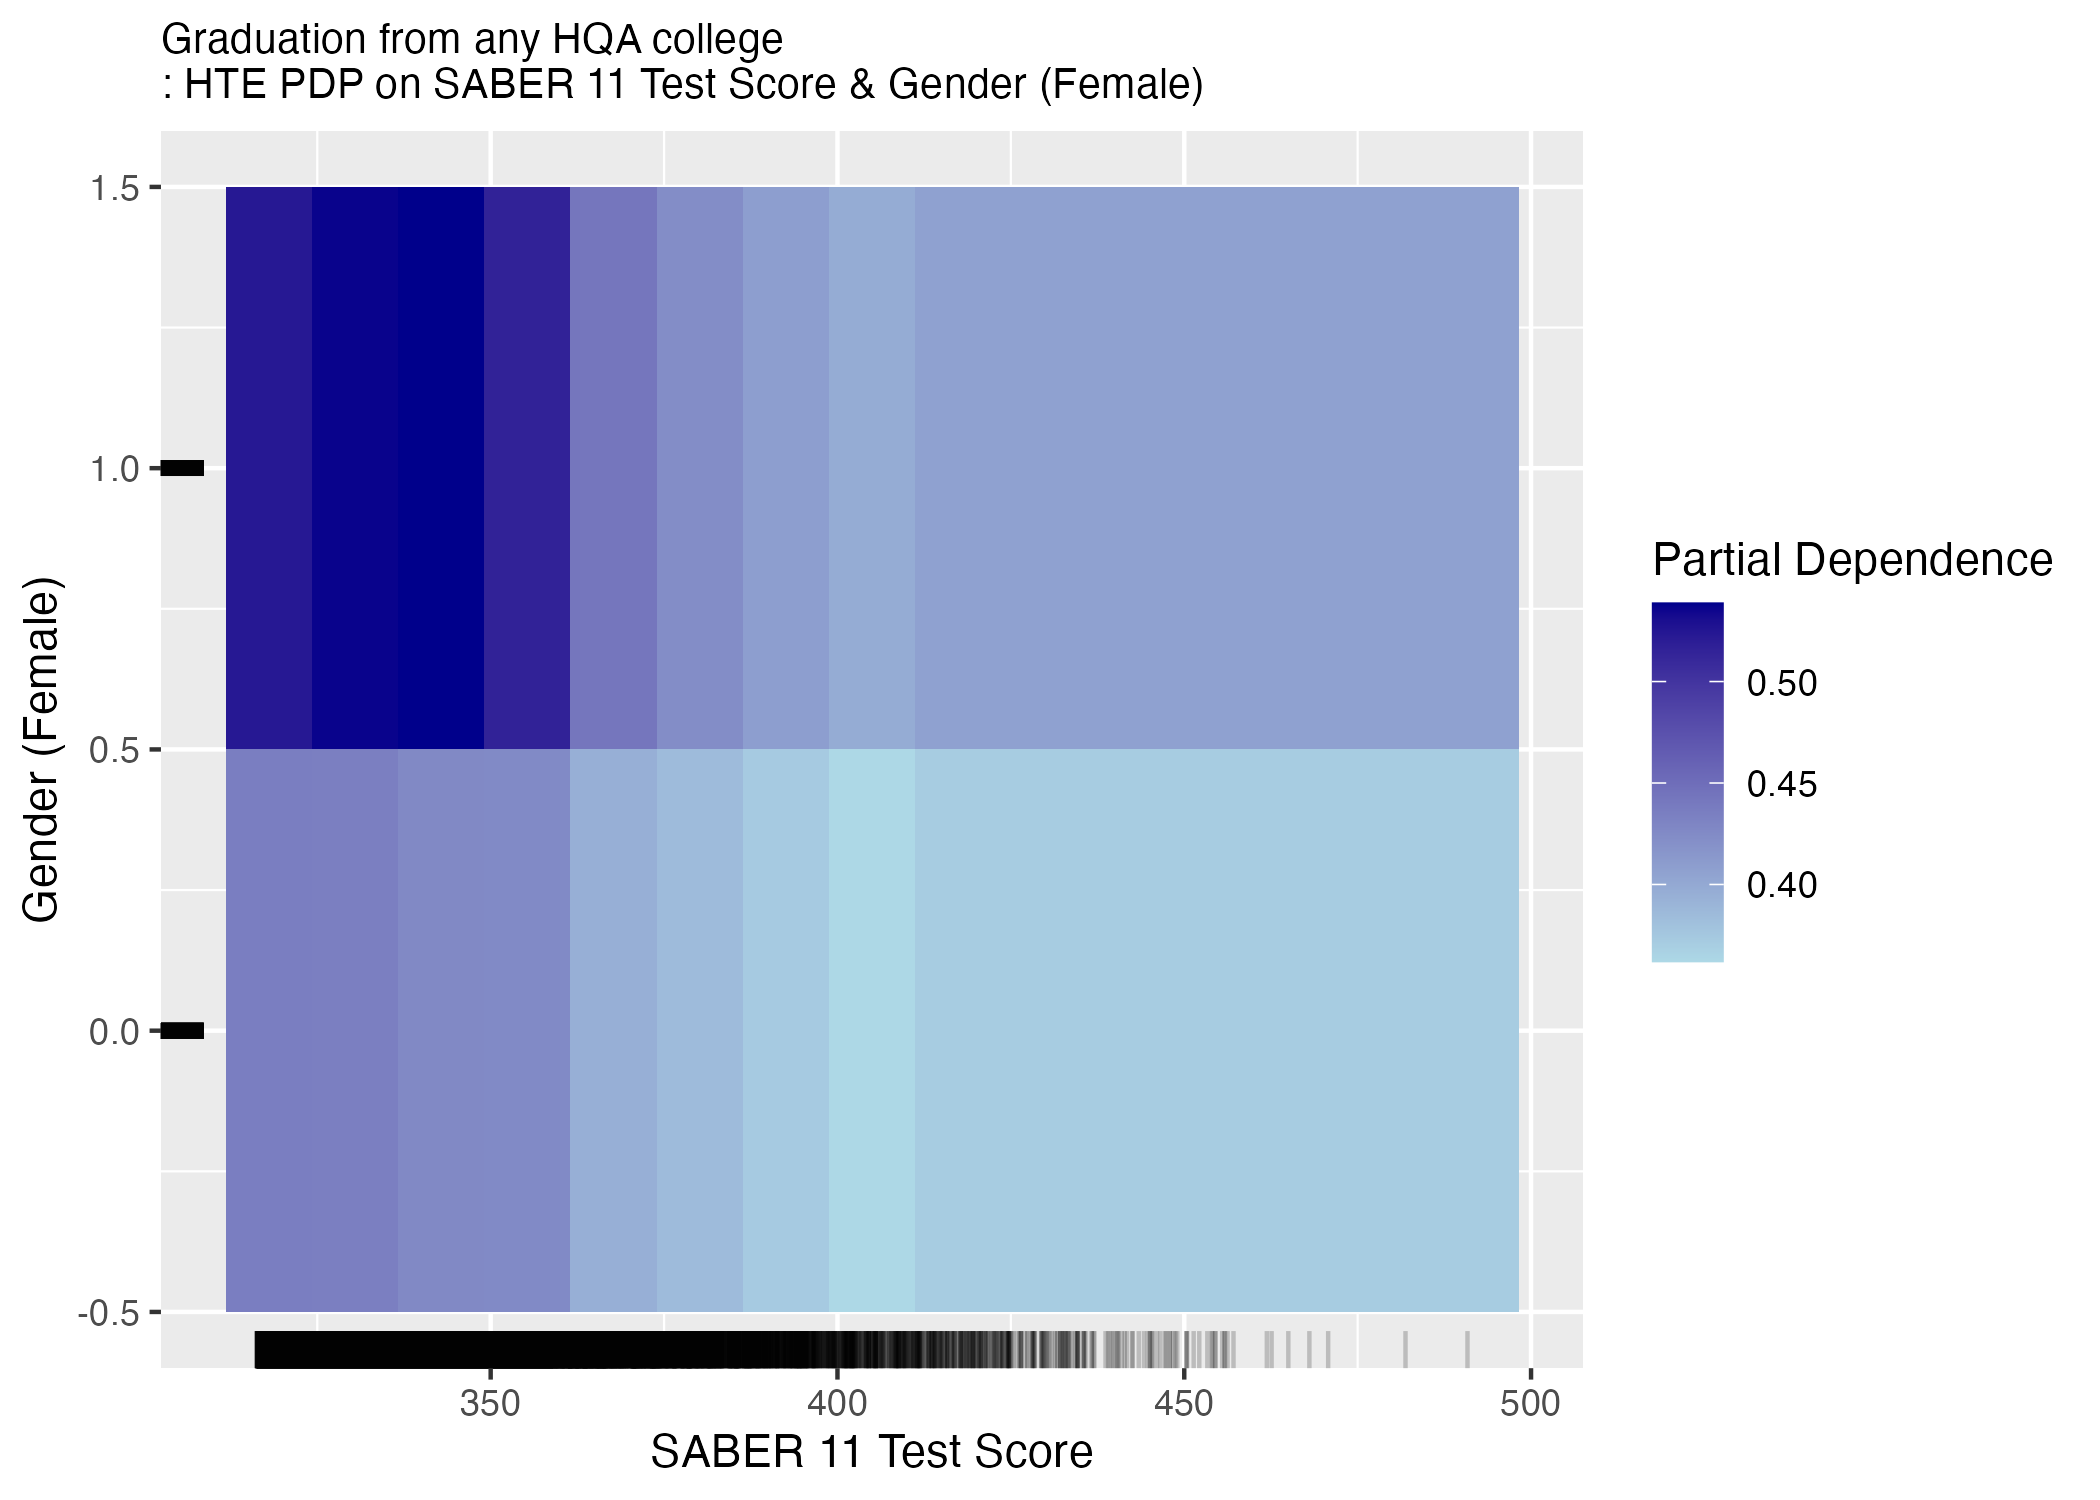 Graduation from any HQA college
: HTE PDP on SABER 11 Test Score & Gender (Female)
1.5
1.0
0.5
0.0
-0.5
Gender (Female)
350
400
450
500
SABER 11 Test Score
Partial Dependence
0.50
0.45
0.40